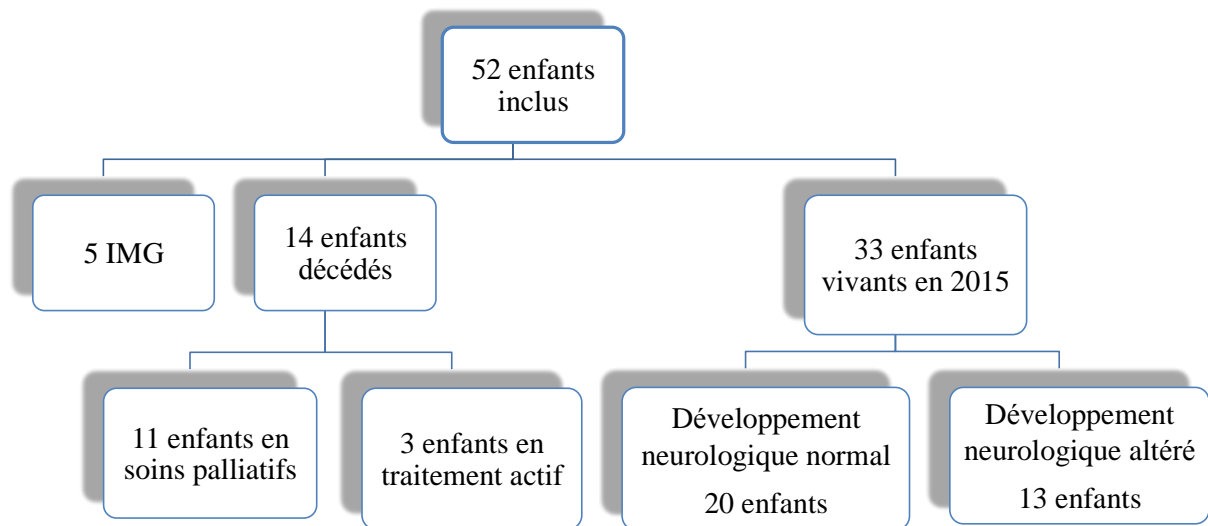 52 enfants
inclus
5 IMG
14 enfants
décédés
33 enfants
vivants en 2015
11 enfants en
soins palliatifs
3 enfants en
traitement actif
Développement
neurologique normal
20 enfants
Développement
neurologique altéré
13 enfants